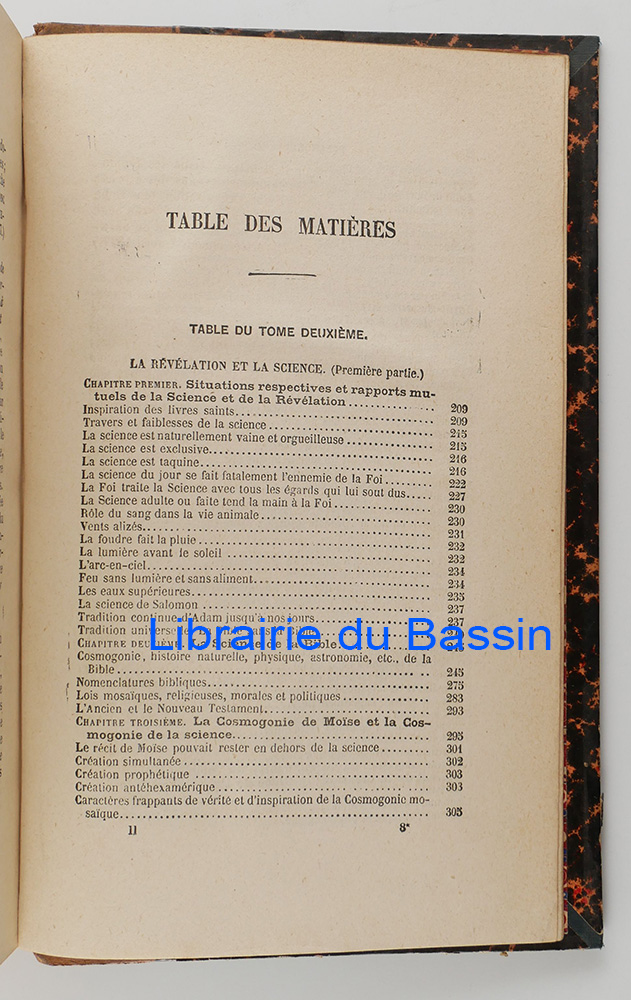 TABLE DES MATIÈRES
TABLE DU TOME DEUXIÈME.
LA RÉVÉLATION ET LA SCIENCE. (Première partie.)
CHAPITRE PREMIER. Situations respectives et rapports mu-
tuels de la Science et de la Révélation .............. 209
Inspiration des livres saints........................ 209
Travers et faiblesses de la science .................. 215
La science est naturellement vaine et orgueilleuse .......... 215
La science est exclusive.......................... 216
La science est taquine........................... 216
La science du jour se fait fatalement l'ennemie de la Foi ........ 222
La Foi traite la Science avec tous les égards qui lui sont dus..... 227
La Science adulte ou faite tend la main à la Foi............ 230
Rôle du sang dans la vie animale................... 230
Vents alizés................................. 231
La foudre fait la pluie........................... 232
La lumière avant le soleil ........................ 232
L'arc-en-ciel................................. 234
Feu sans lumière et sans aliment.................... 234
Les eaux supérieures........................... 235
La science de Salomon .......................... 237
Tradition continue d'Adam jusqu'à nos jours............. 237
Tradition
CHAPITRE DEUXIÈME. La Science de la Bible
Librairie du Bassin
Cosmogonie, histoire naturelle, physique, astronomie, etc., de la
Bible..................................... 245
Nomenclatures bibliques......................... 275
Lois mosaïques, religieuses, morales et politiques............ 283
L'Ancien et le Nouveau Testament................... 293
CHAPITRE TROISIÈME. La Cosmogonie de Moïse et la Cos-
mogonie de la science......................... 295
Le récit de Moïse pouvait rester en dehors de la science ......... 301
Création simultanée ............................ 302
Création prophétique ........................... 303
Création antéhexamérique ........................ 303
Caractères frappants de vérité et d'inspiration de la Cosmogonie mo-
saïque.................................... 305
II 8*